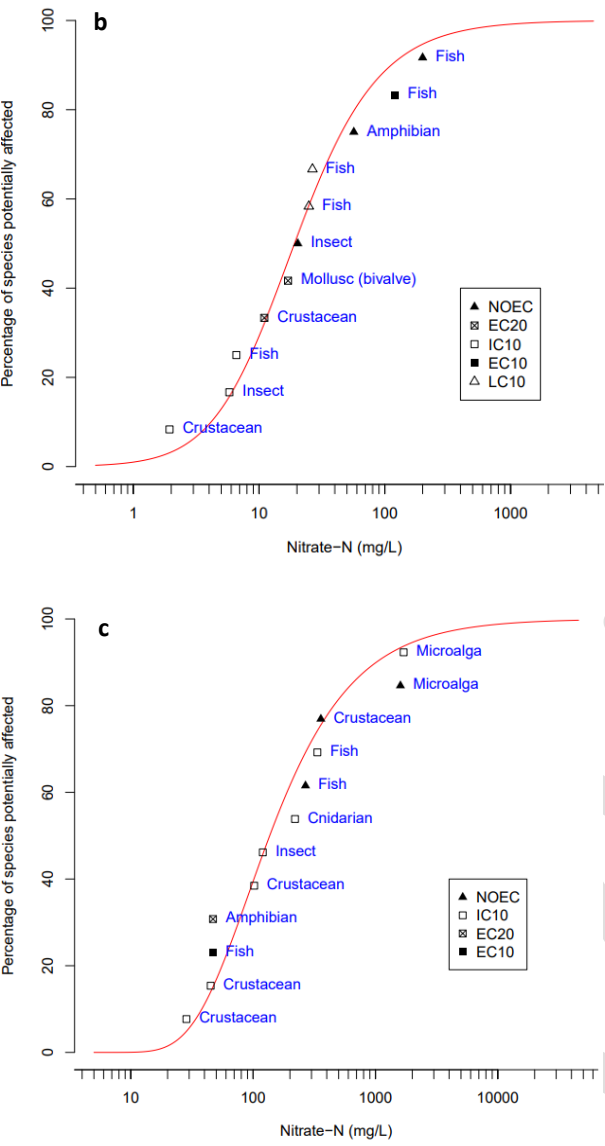 b
Percentage of species potentially affected
100
80
60
40
20
0
Fish
Fish
Amphibian
Fish
Fish
Insect
Mollusc (bivalve)
Crustacean
Fish
Insect
Crustacean
NOEC
EC20
IC10
EC10
LC10
1 10 100 1000
Nitrate−N (mg/L)
c
Percentage of species potentially affected
100
80
60
40
20
0
Microalga
Microalga
Crustacean
Fish
Fish
Cnidarian
Insect
Crustacean
Amphibian
Fish
Crustacean
Crustacean
NOEC
IC10
EC20
EC10
10 100 1000 10000
Nitrate−N (mg/L)